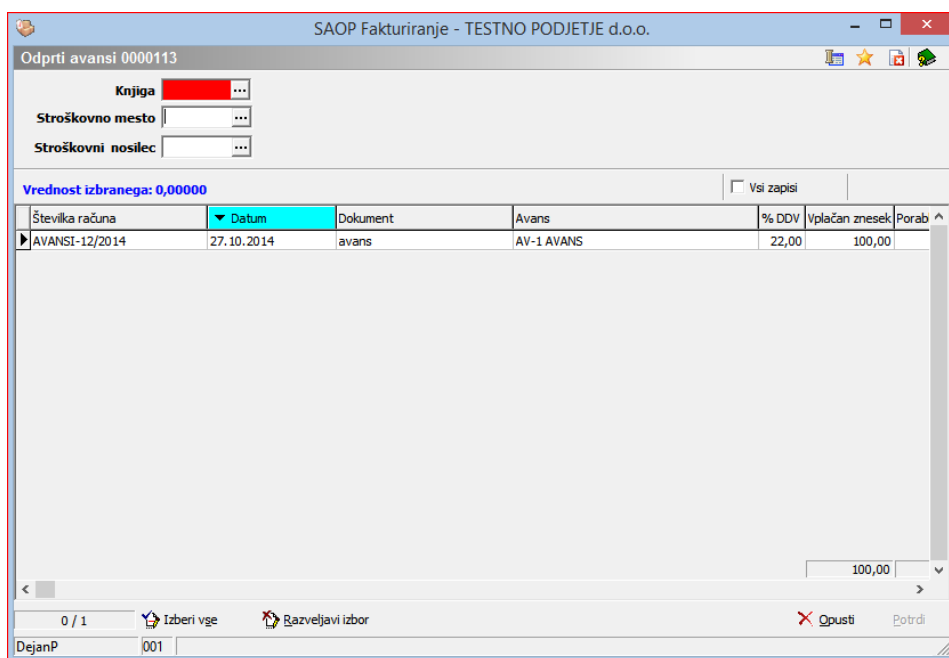 SAOP Fakturiranje - TESTNO PODJETJE d.o.o.
Odprti avansi 0000113
Knjiga ...
Stroškovno mesto ...
Stroškovni nosilec ...
Vrednost izbranega: 0,00000 Vsi zapisi
Številka računa Datum Dokument Avans % DDV Vplačan znesek Porab
AVANSI-12/2014 27.10.2014 avans AV-1 AVANS 22,00 100,00
100,00
0 / 1 Izberi vse Razveljavi izbor Opusti Potrdi
DejanP 001